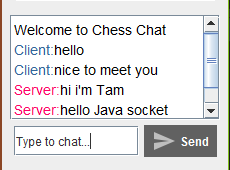 Welcome to Chess Chat
Client:hello
Client:nice to meet you
Server:hi i'm Tam
Server:hello Java socket
Type to chat...
Send